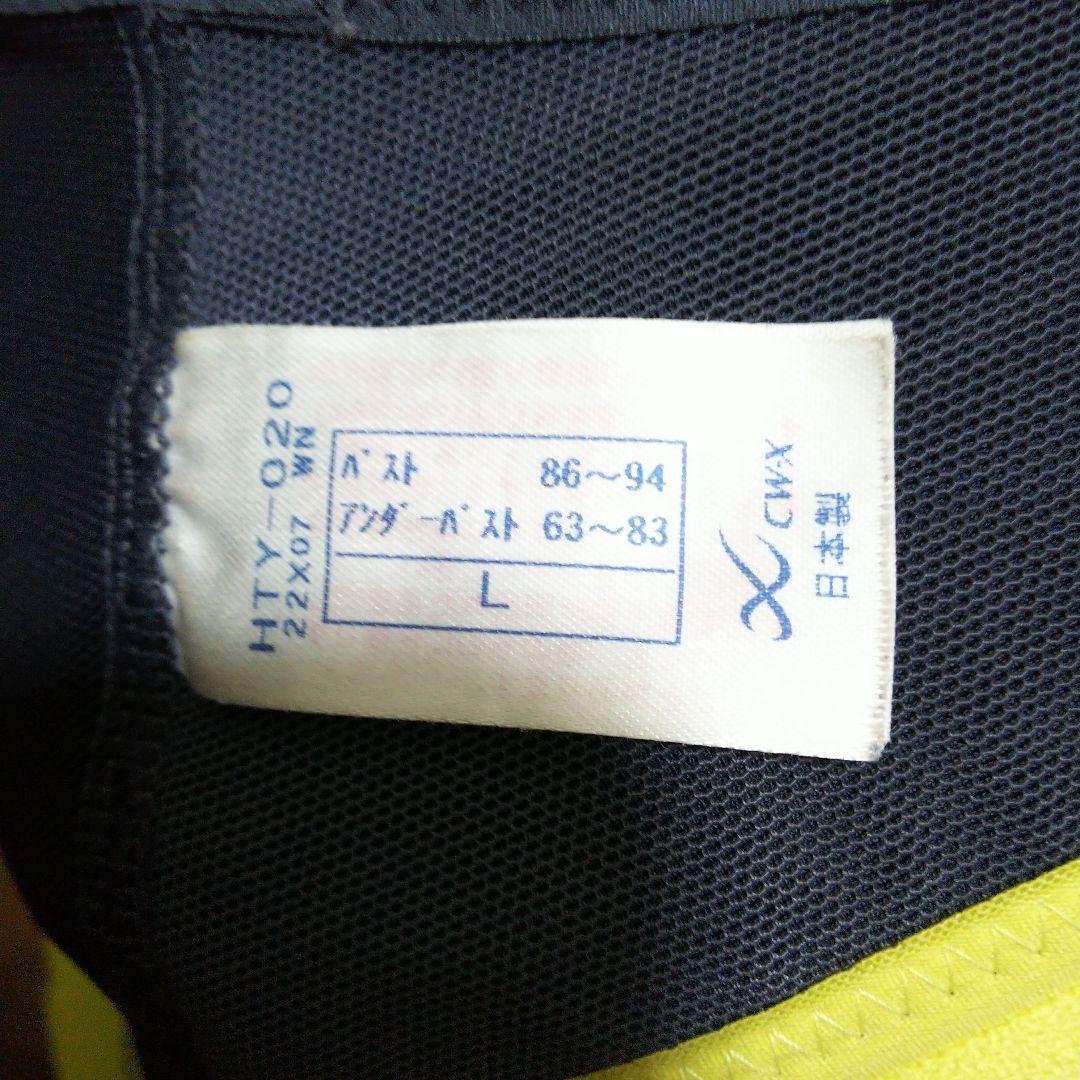 HTY-020
22X07 WN
バスト 86~94
アンダーバスト 63~83
L
CW-X
日本製